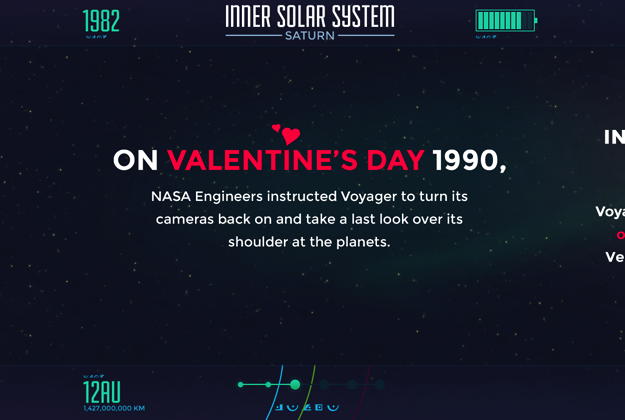 1982
INNER SOLAR SYSTEM
SATURN
ON VALENTINE'S DAY 1990,
NASA Engineers instructed Voyager to turn its
cameras back on and take a last look over its
shoulder at the planets.
IN
Voya
o
Ve
12AU
1,427,000,000 KM